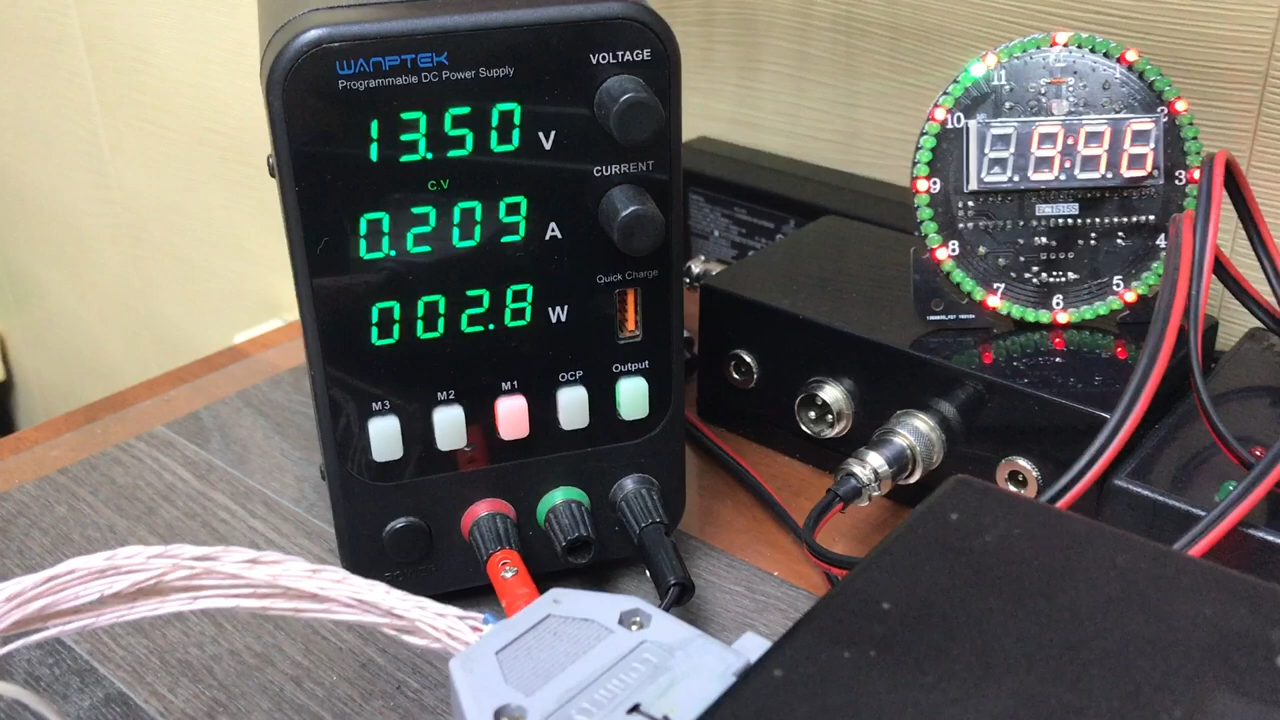 WANPTEK
Programmable DC Power Supply
VOLTAGE
13.50 V
C.V
CURRENT
0.209 A
Quick Charge
002.8 W
Output
OCP
M1
M2
M3
12
1
2
3
4
5
6
7
8
9
10
11
9:46
EC1515S